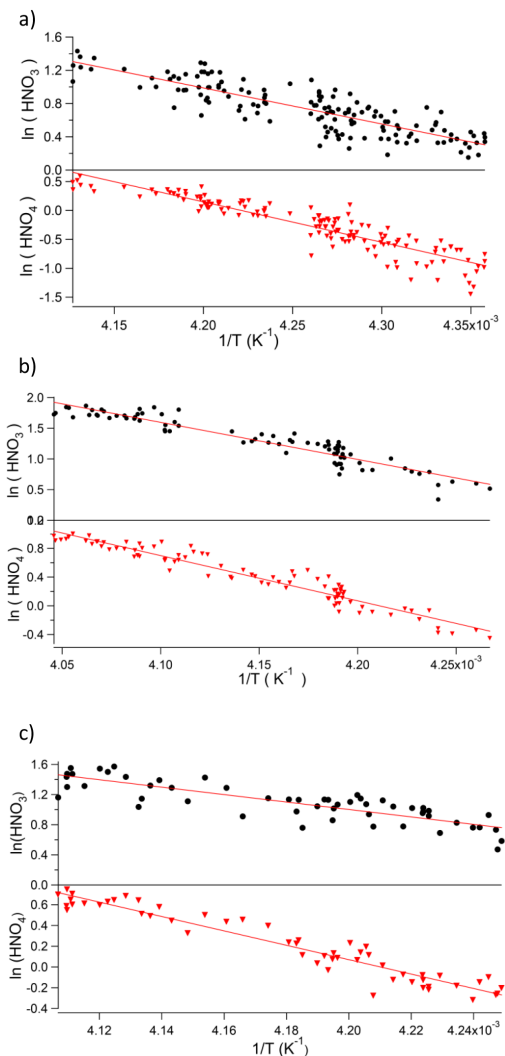 a)
1.6
1.2
0.8
0.4
0.0
ln ( HNO3 )
0.5
0.0
-0.5
-1.0
-1.5
ln ( HNO4 )
4.15 4.20 4.25 4.30 4.35x10-3
1/T (K-1)
b)
2.0
1.5
1.0
0.5
ln ( HNO3 )
0.8
0.4
0.0
-0.4
ln ( HNO4 )
4.05 4.10 4.15 4.20 4.25x10-3
1/T ( K-1 )
c)
1.6
1.2
0.8
0.4
0.0
ln(HNO3)
0.6
0.4
0.2
0.0
-0.2
-0.4
ln (HNO4)
4.12 4.14 4.16 4.18 4.20 4.22 4.24x10-3
1/T (K-1)